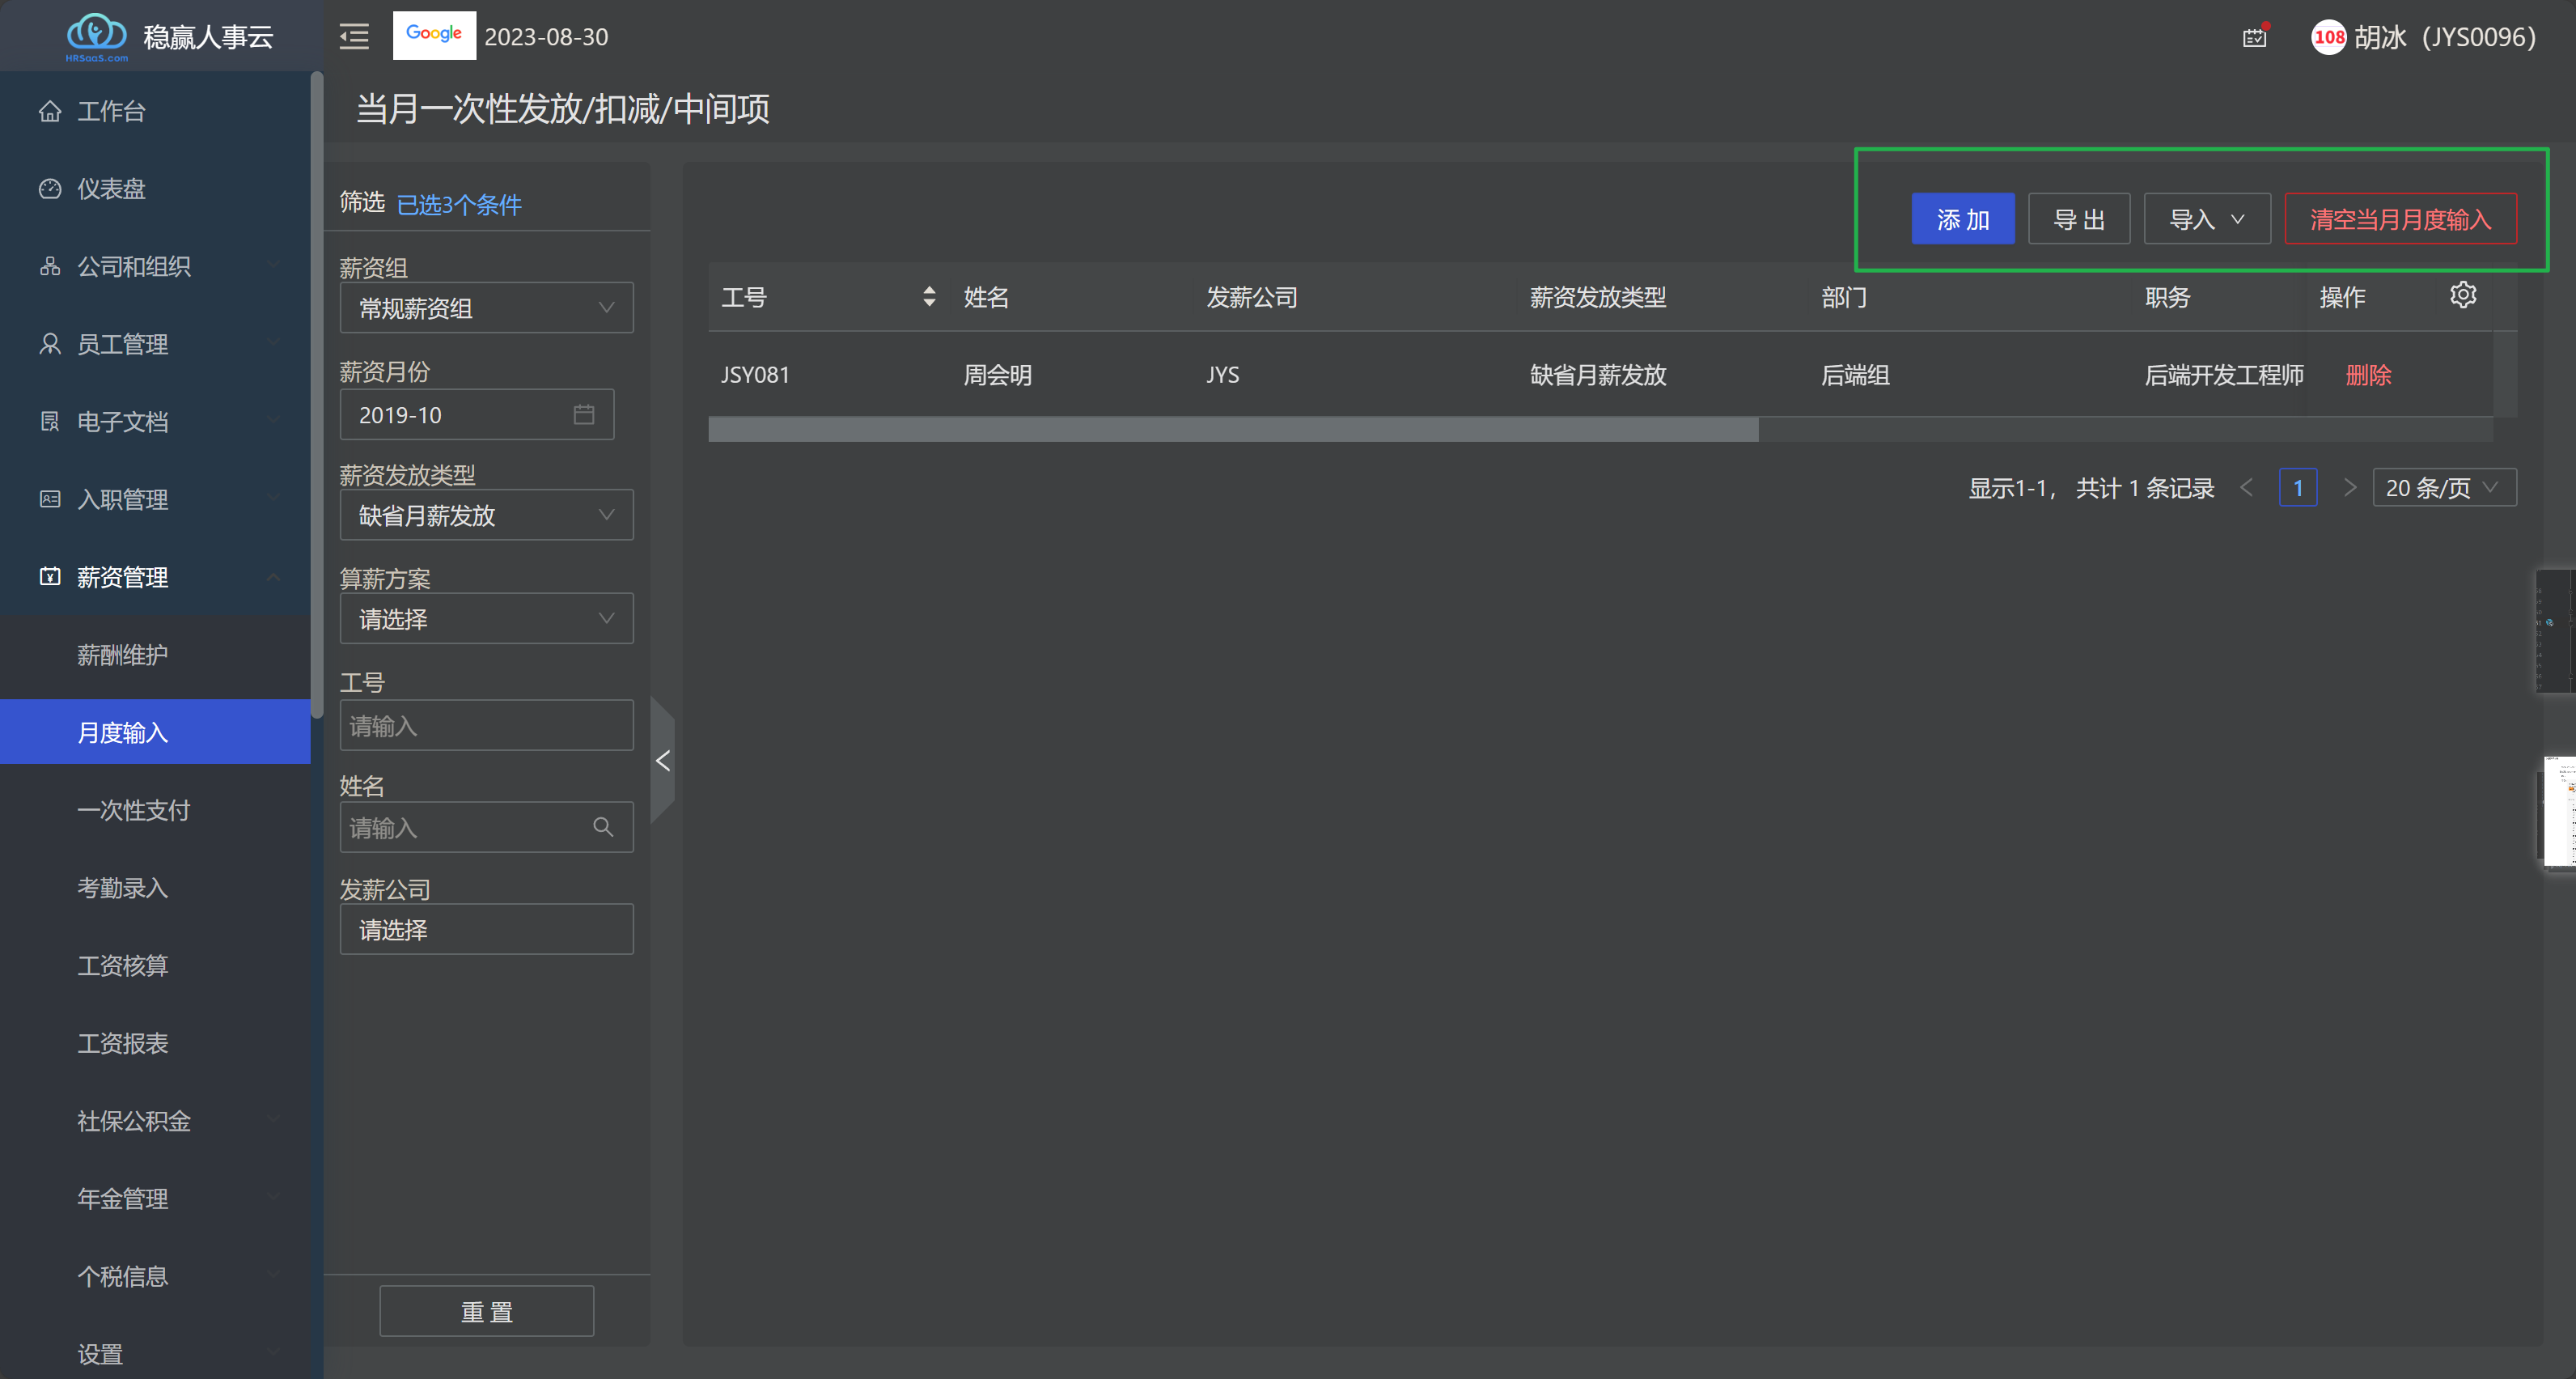 稳赢人事云
HRSaaS.com
Google 2023-08-30
108 胡冰（JYS0096）
工作台
仪表盘
公司和组织
员工管理
电子文档
入职管理
薪资管理
薪酬维护
月度输入
一次性支付
考勤录入
工资核算
工资报表
社保公积金
年金管理
个税信息
设置
当月一次性发放/扣减/中间项
筛选 已选3个条件
薪资组
常规薪资组
薪资月份
2019-10
薪资发放类型
缺省月薪发放
算薪方案
请选择
工号
请输入
姓名
请输入
发薪公司
请选择
重 置
添 加 导 出 导入 清空当月月度输入
工号 姓名 发薪公司 薪资发放类型 部门 职务 操作
JSY081 周会明 JYS 缺省月薪发放 后端组 后端开发工程师 删除
显示1-1， 共计 1 条记录 < 1 > 20 条/页